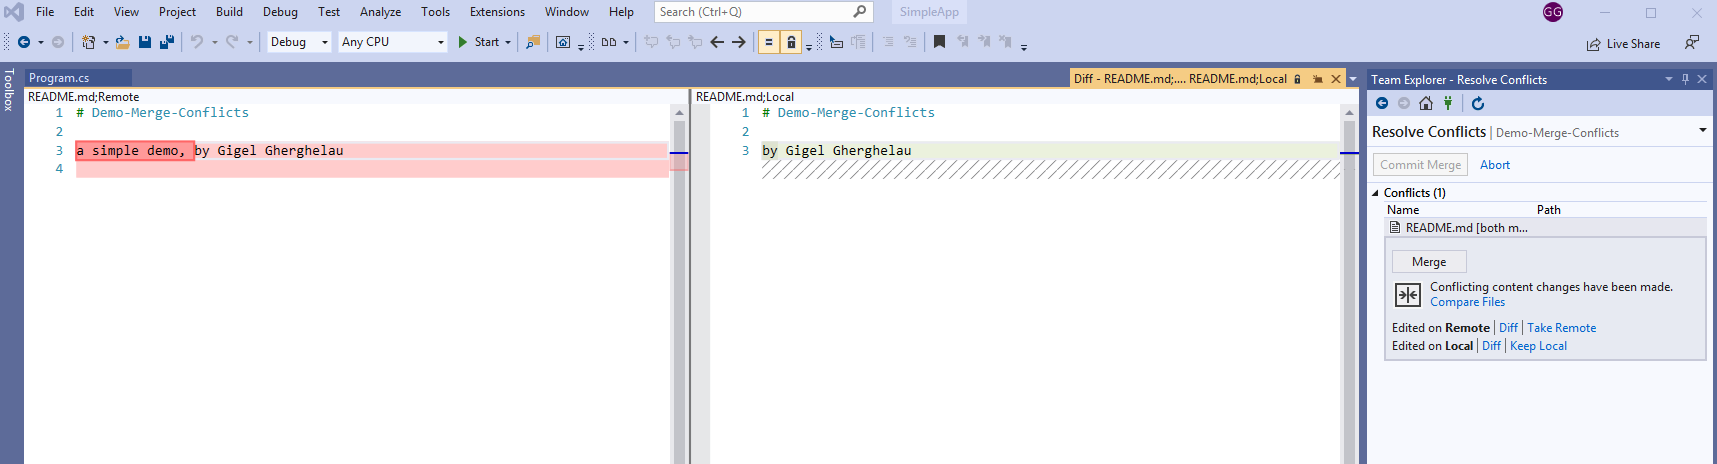 File Edit View Project Build Debug Test Analyze Tools Extensions Window Help Search (Ctrl+Q) SimpleApp GG
Debug Any CPU Start Live Share
Toolbox
Program.cs Diff - README.md;.... README.md;Local
README.md;Remote
1 # Demo-Merge-Conflicts
2
3 a simple demo, by Gigel Gherghelau
4
README.md;Local
1 # Demo-Merge-Conflicts
2
3 by Gigel Gherghelau
Team Explorer - Resolve Conflicts
Resolve Conflicts | Demo-Merge-Conflicts
Commit Merge Abort
Conflicts (1)
Name Path
README.md [both m...
Merge
Conflicting content changes have been made.
Compare Files
Edited on Remote | Diff | Take Remote
Edited on Local | Diff | Keep Local